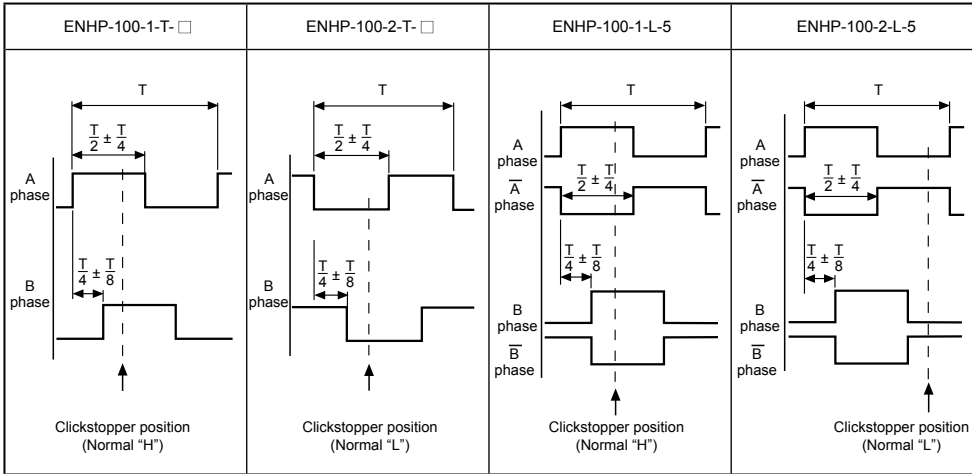 ENHP-100-1-T- □
ENHP-100-2-T- □
ENHP-100-1-L-5
ENHP-100-2-L-5
T
T/2 ± T/4
A
phase
T/4 ± T/8
B
phase
Clickstopper position
(Normal “H”)
T
T/2 ± T/4
A
phase
T/4 ± T/8
B
phase
Clickstopper position
(Normal “L”)
T
A
phase
A̅
phase
T/2 ± T/4
T/4 ± T/8
B
phase
B̅
phase
Clickstopper position
(Normal “H”)
T
A
phase
A̅
phase
T/2 ± T/4
T/4 ± T/8
B
phase
B̅
phase
Clickstopper position
(Normal “L”)